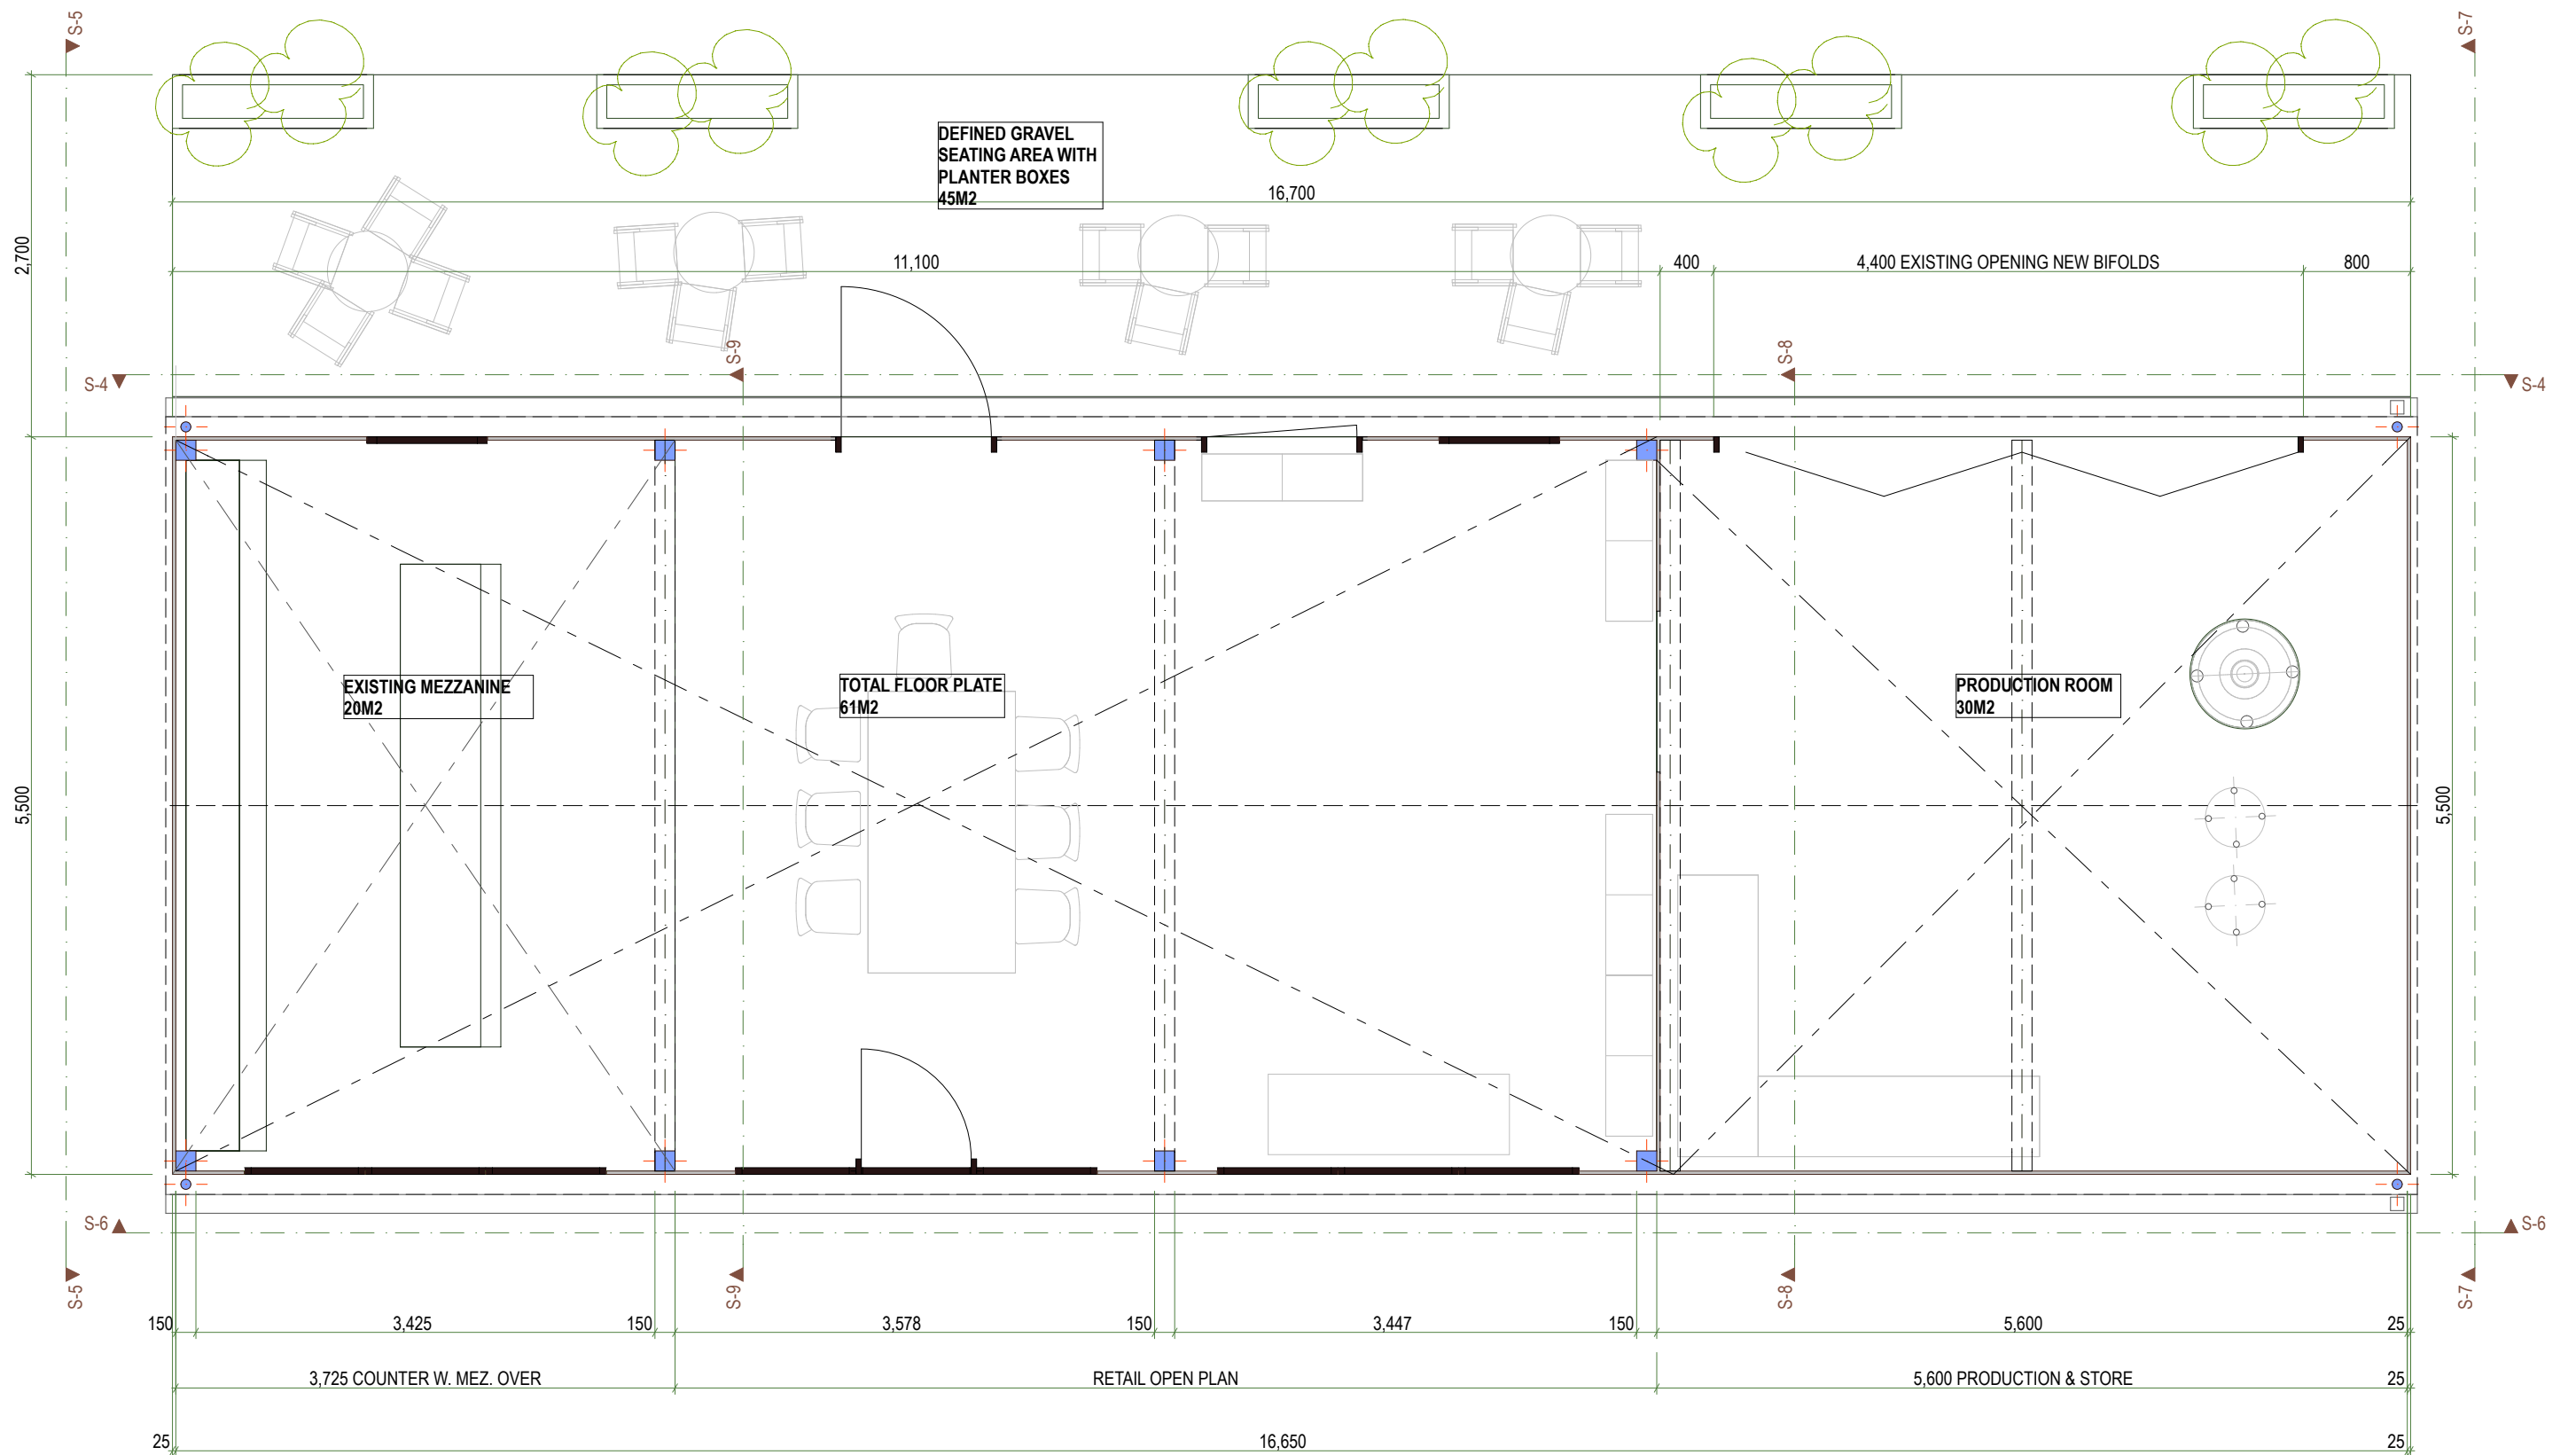 S-5
S-7
DEFINED GRAVEL
SEATING AREA WITH
PLANTER BOXES
45M2
16,700
2,700
11,100
400
4,400 EXISTING OPENING NEW BIFOLDS
800
S-9
S-8
S-4
S-4
EXISTING MEZZANINE
20M2
TOTAL FLOOR PLATE
61M2
PRODUCTION ROOM
30M2
5,500
5,500
S-6
S-6
S-5
S-9
S-8
S-7
150
3,425
150
3,578
150
3,447
150
5,600
25
3,725 COUNTER W. MEZ. OVER
RETAIL OPEN PLAN
5,600 PRODUCTION & STORE
25
25
16,650
25